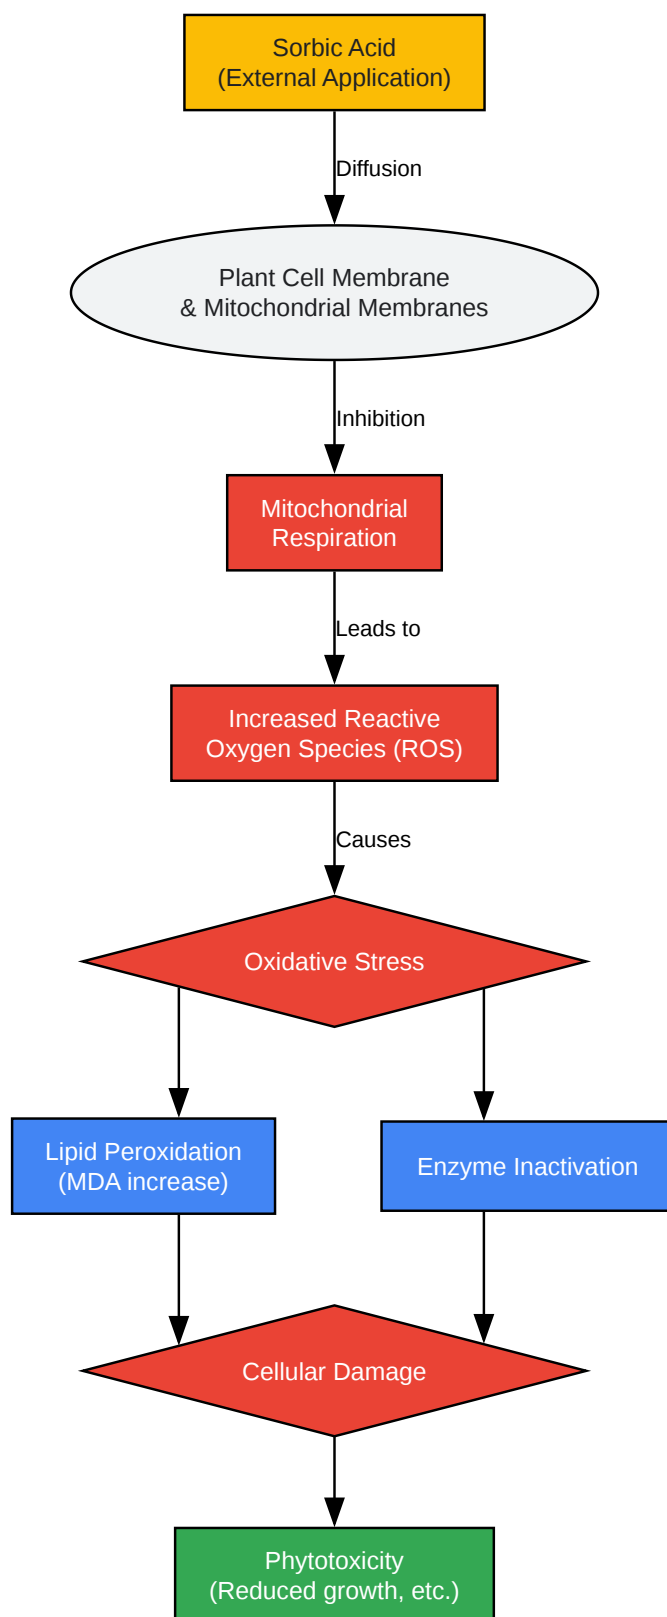 Sorbic Acid
(External Application)
Diffusion
Plant Cell Membrane
& Mitochondrial Membranes
Inhibition
Mitochondrial
Respiration
Leads to
Increased Reactive
Oxygen Species (ROS)
Causes
Oxidative Stress
Lipid Peroxidation
(MDA increase)
Enzyme Inactivation
Cellular Damage
Phytotoxicity
(Reduced growth, etc.)